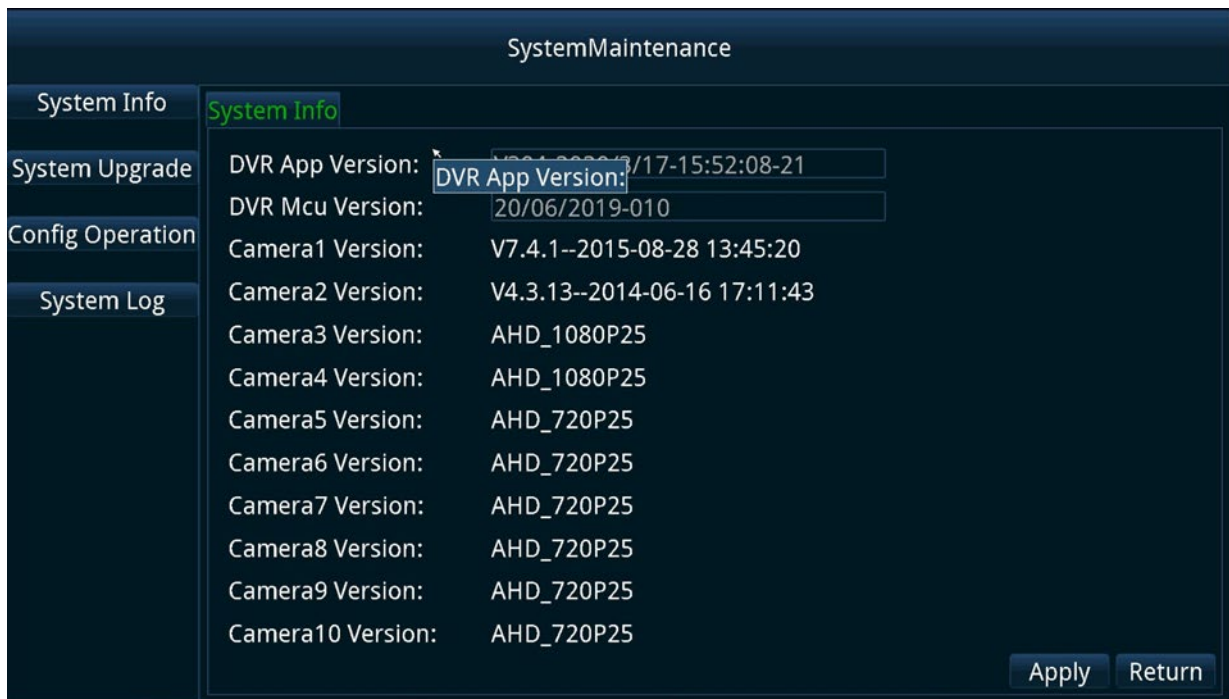 SystemMaintenance
System Info
System Upgrade
Config Operation
System Log
System Info
DVR App Version: /17-15:52:08-21
DVR App Version:
DVR Mcu Version: 20/06/2019-010
Camera1 Version: V7.4.1--2015-08-28 13:45:20
Camera2 Version: V4.3.13--2014-06-16 17:11:43
Camera3 Version: AHD_1080P25
Camera4 Version: AHD_1080P25
Camera5 Version: AHD_720P25
Camera6 Version: AHD_720P25
Camera7 Version: AHD_720P25
Camera8 Version: AHD_720P25
Camera9 Version: AHD_720P25
Camera10 Version: AHD_720P25
Apply Return